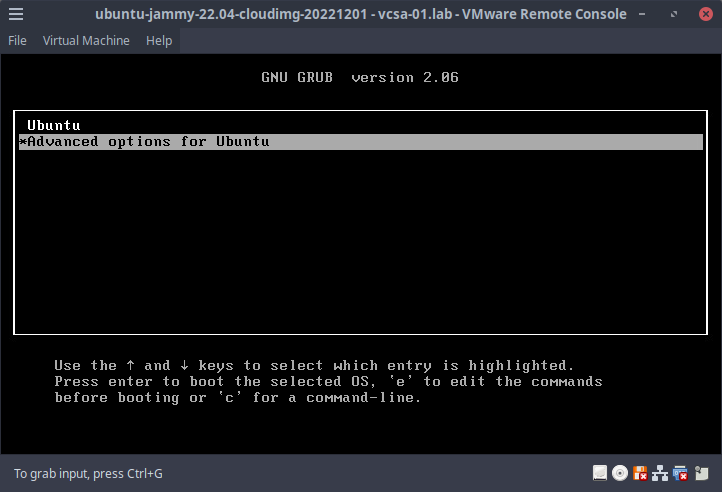 ubuntu-jammy-22.04-cloudimg-20221201 - vcsa-01.lab - VMware Remote Console
File Virtual Machine Help
GNU GRUB version 2.06
Ubuntu
*Advanced options for Ubuntu
Use the ↑ and ↓ keys to select which entry is highlighted.
Press enter to boot the selected OS, `e' to edit the commands
before booting or `c' for a command-line.
To grab input, press Ctrl+G